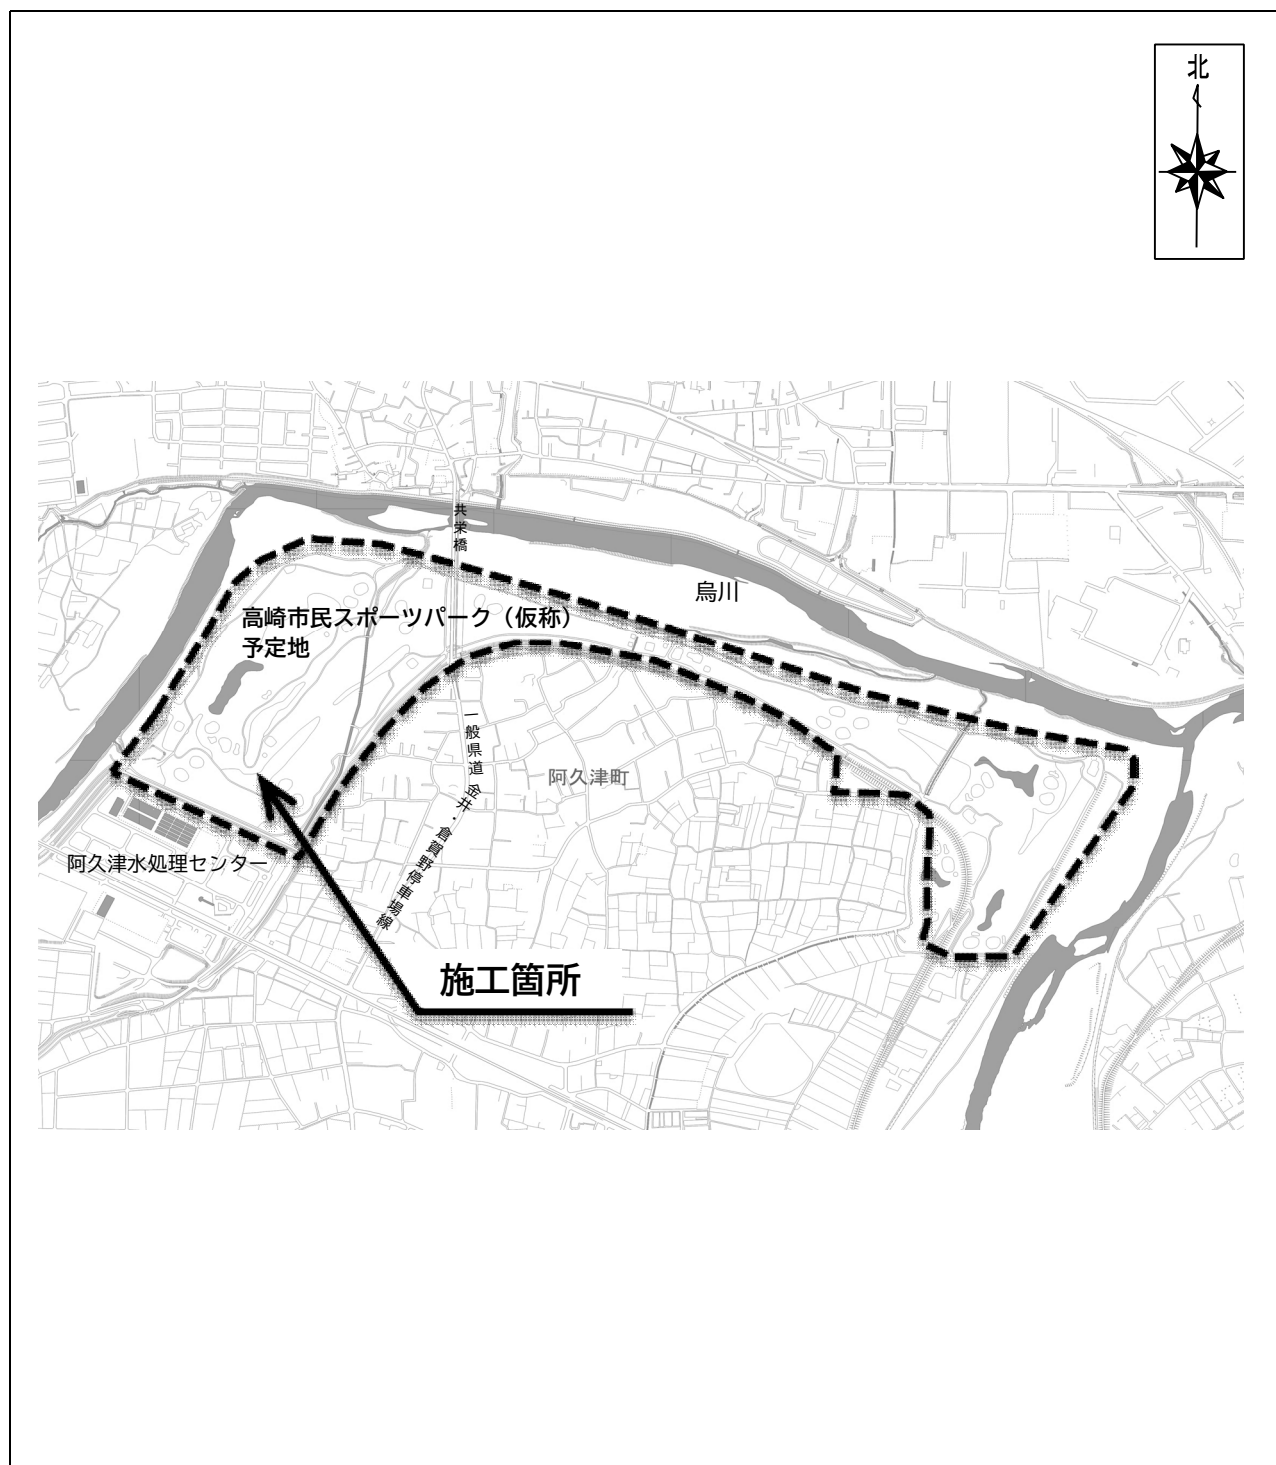 北
共栄橋
烏川
高崎市民スポーツパーク（仮称）
予定地
一般県道 金井・倉賀野停車場線
阿久津町
阿久津水処理センター
施工箇所